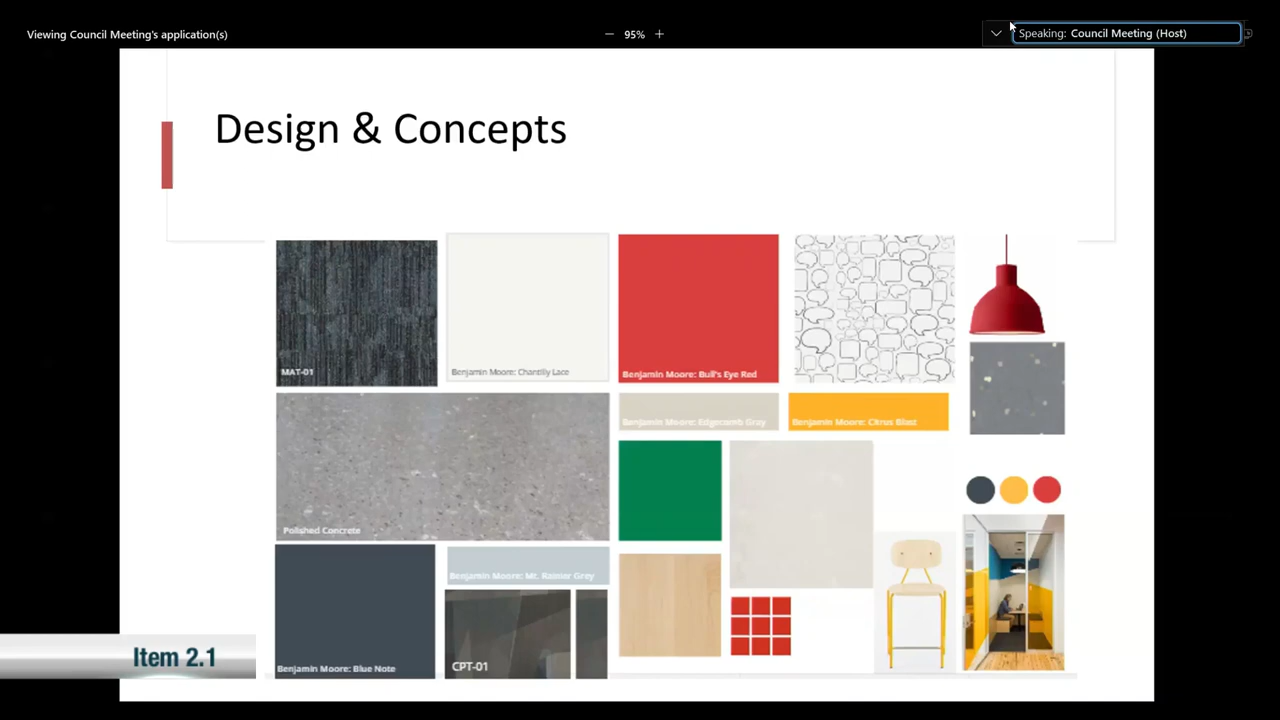 Viewing Council Meeting's application(s)
95%
Speaking: Council Meeting (Host)
Design & Concepts
MAT-01
Benjamin Moore: Chantilly Lace
Benjamin Moore: Bull's Eye Red
Benjamin Moore: Edgecomb Gray
Benjamin Moore: Citrus Blast
Polished Concrete
Benjamin Moore: Mt. Rainier Grey
Benjamin Moore: Blue Note
CPT-01
Item 2.1